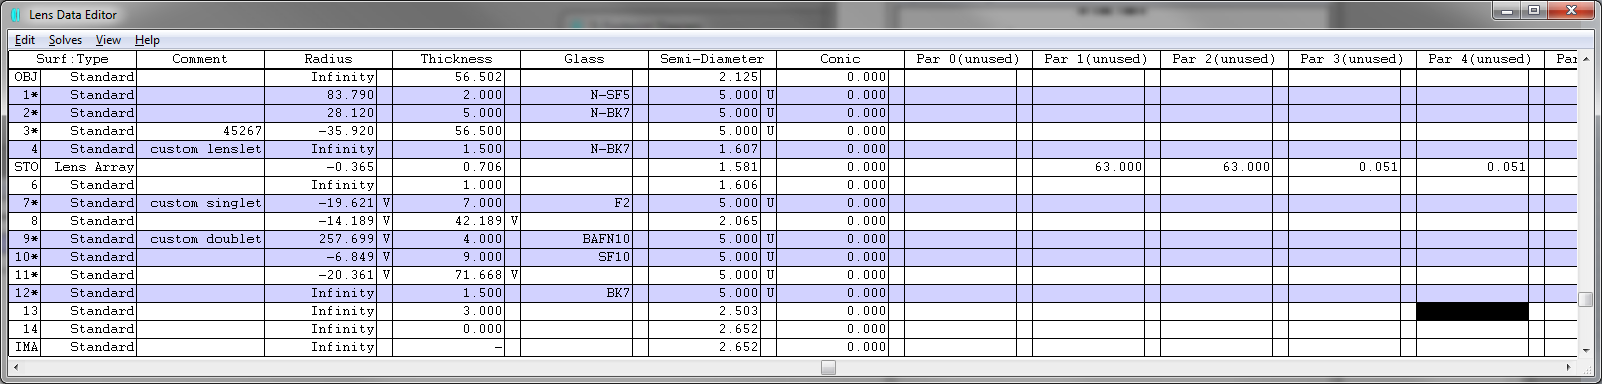 Lens Data Editor
Edit Solves View Help
Surf:Type Comment Radius Thickness Glass Semi-Diameter Conic Par 0(unused) Par 1(unused) Par 2(unused) Par 3(unused) Par 4(unused) Par
OBJ Standard Infinity 56.502 2.125 0.000
1* Standard 83.790 2.000 N-SF5 5.000 U 0.000
2* Standard 28.120 5.000 N-BK7 5.000 U 0.000
3* Standard 45267 -35.920 56.500 5.000 U 0.000
4 Standard custom lenslet Infinity 1.500 N-BK7 1.607 0.000
STO Lens Array -0.365 0.706 1.581 0.000 63.000 63.000 0.051 0.051
6 Standard Infinity 1.000 1.606 0.000
7* Standard custom singlet -19.621 V 7.000 F2 5.000 U 0.000
8 Standard -14.189 V 42.189 V 2.065 0.000
9* Standard custom doublet 257.699 V 4.000 BAFN10 5.000 U 0.000
10* Standard -6.849 V 9.000 SF10 5.000 U 0.000
11* Standard -20.361 V 71.668 V 5.000 U 0.000
12* Standard Infinity 1.500 BK7 5.000 U 0.000
13 Standard Infinity 3.000 2.503 0.000
14 Standard Infinity 0.000 2.652 0.000
IMA Standard Infinity - 2.652 0.000